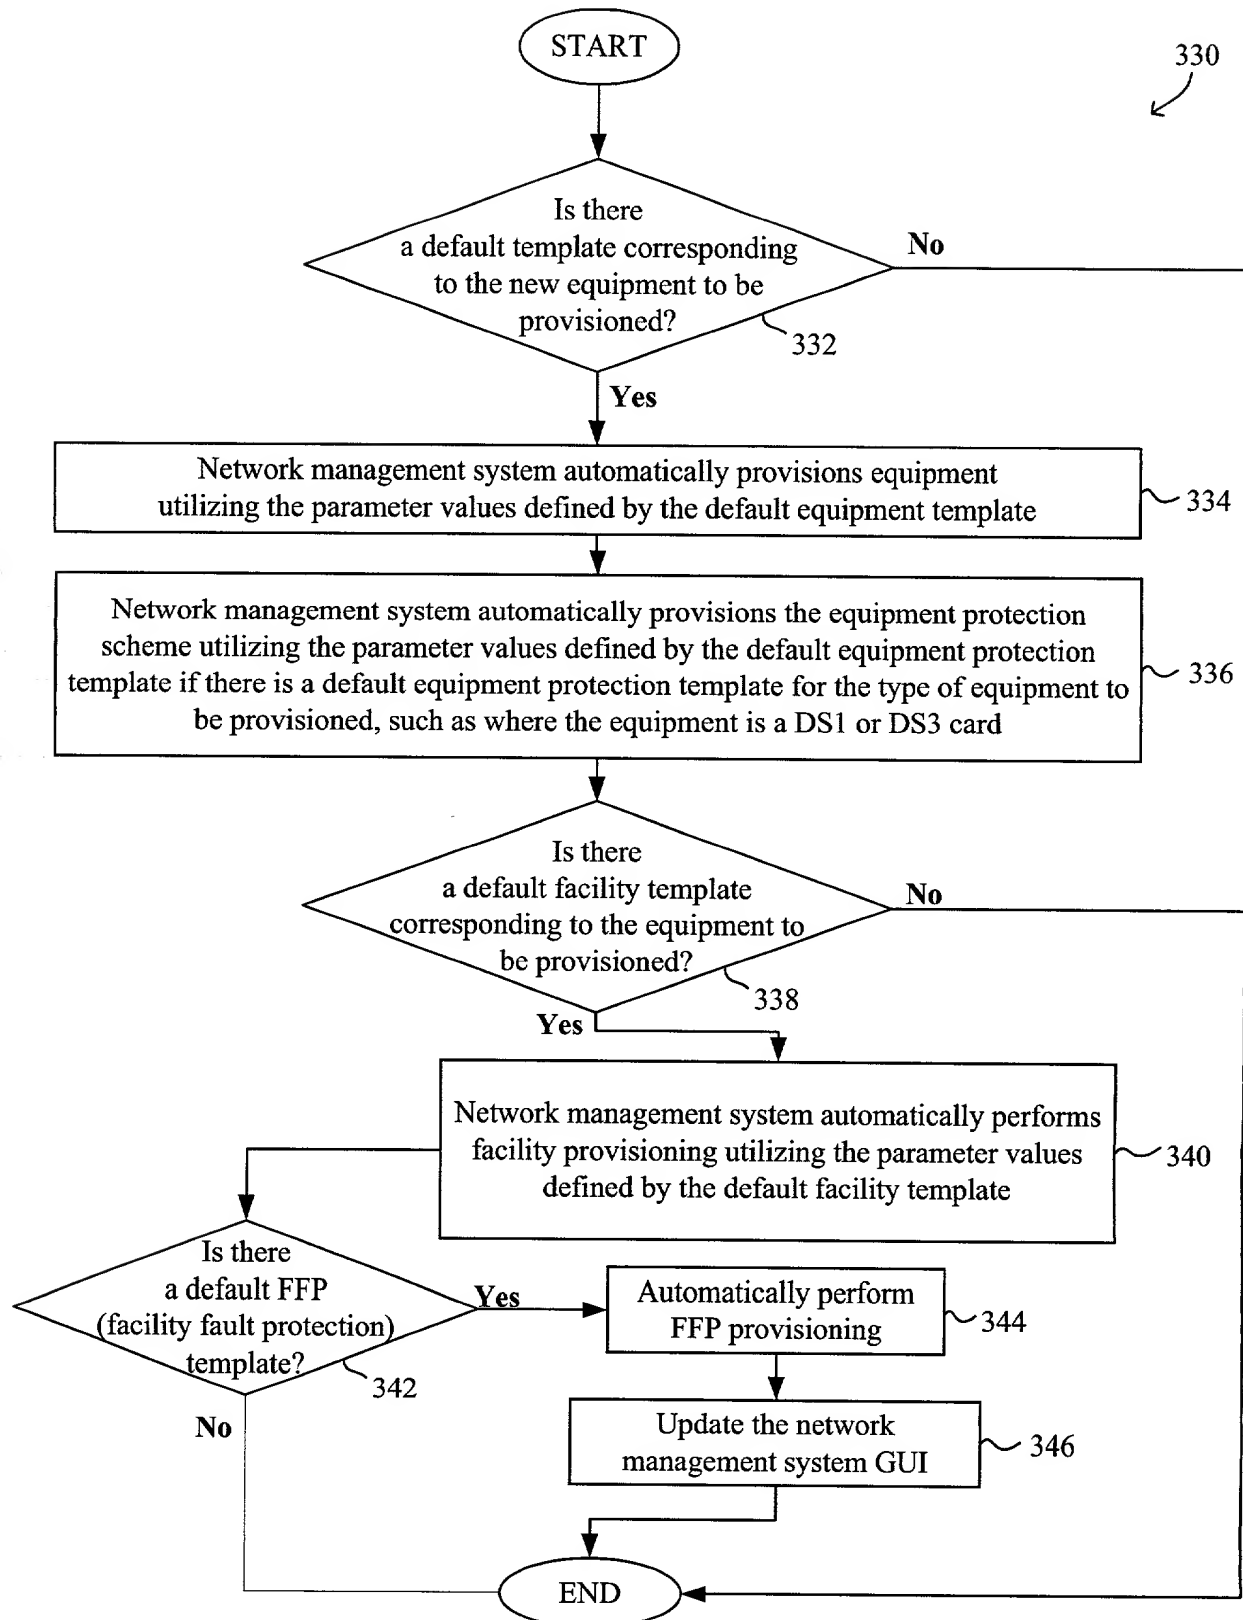 START
330
Is there
a default template corresponding
to the new equipment to be
provisioned?
No
332
Yes
Network management system automatically provisions equipment
utilizing the parameter values defined by the default equipment template
334
Network management system automatically provisions the equipment protection
scheme utilizing the parameter values defined by the default equipment protection
template if there is a default equipment protection template for the type of equipment to
be provisioned, such as where the equipment is a DS1 or DS3 card
336
Is there
a default facility template
corresponding to the equipment to
be provisioned?
No
338
Yes
Network management system automatically performs
facility provisioning utilizing the parameter values
defined by the default facility template
340
Is there
a default FFP
(facility fault protection)
template?
Yes
342
No
Automatically perform
FFP provisioning
344
Update the network
management system GUI
346
END